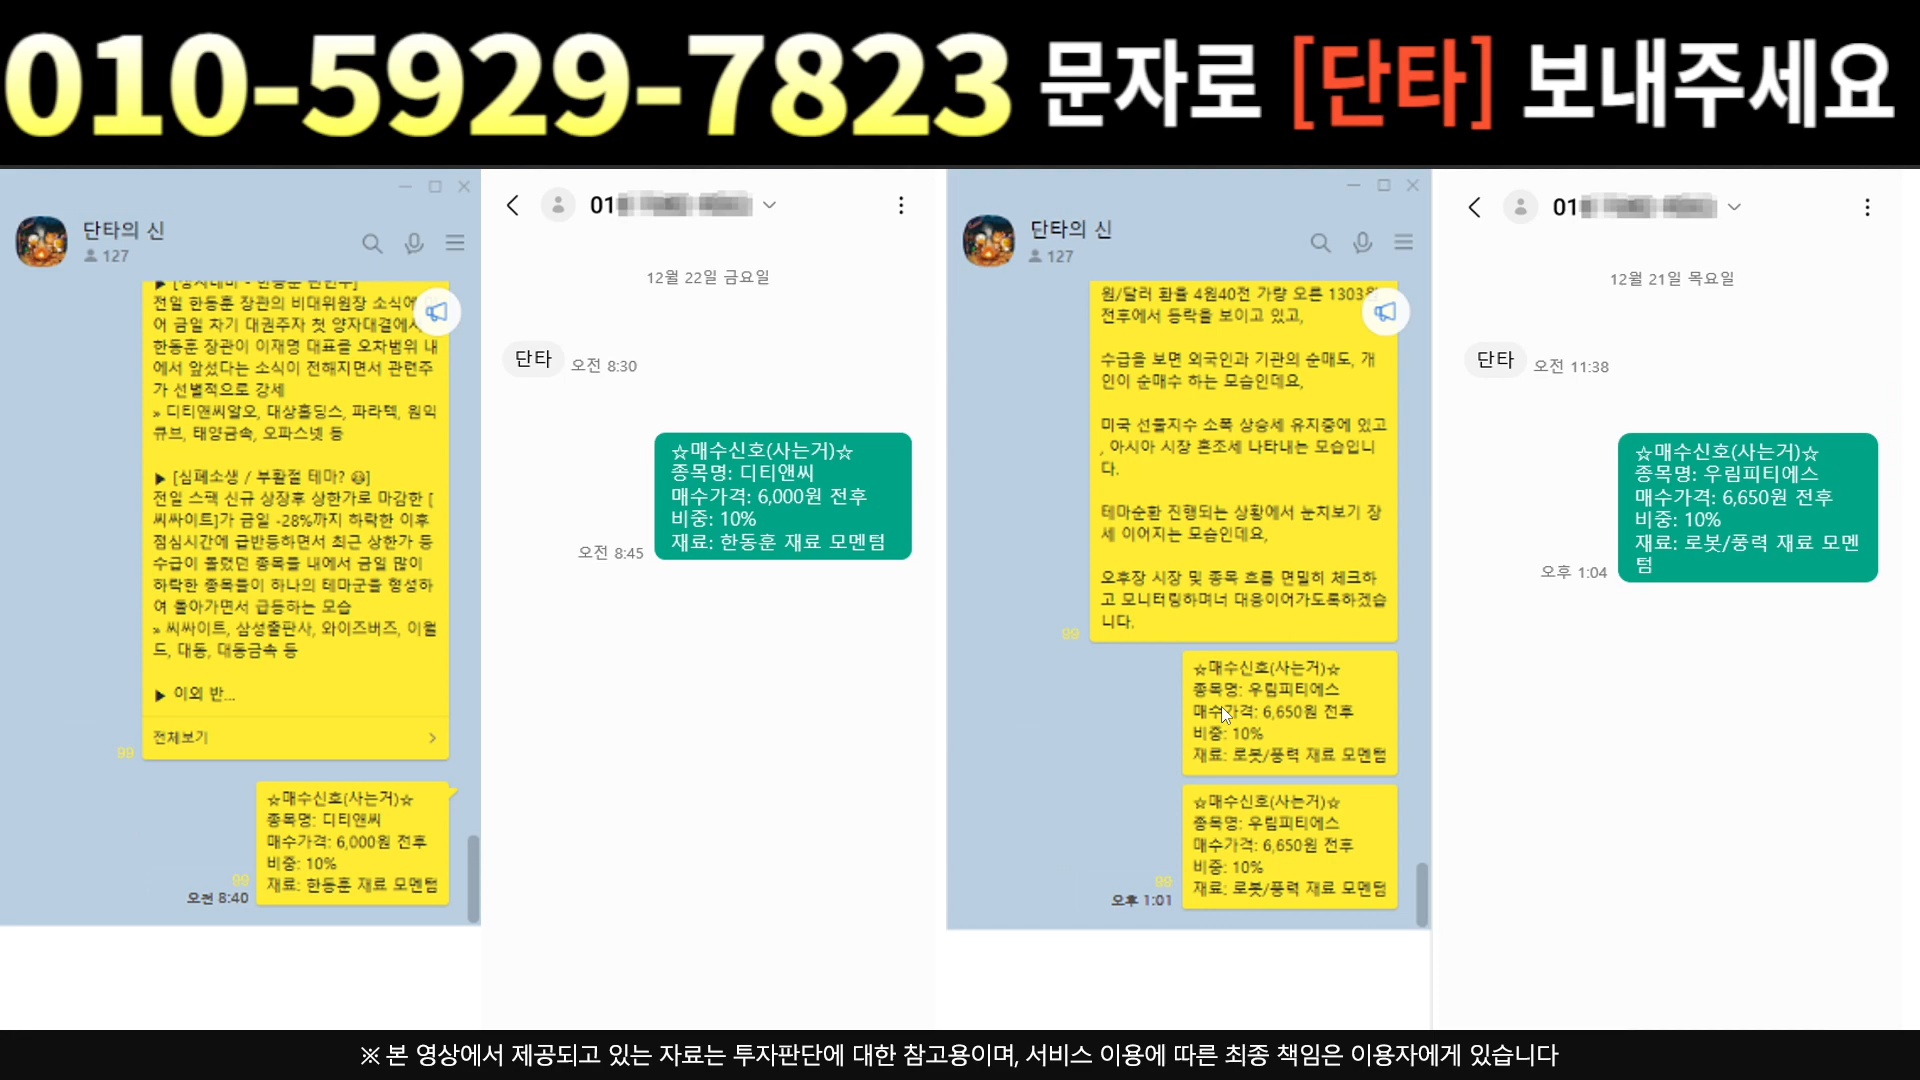 010-5929-7823 문자로 [단타] 보내주세요
단타의 신
127
전일 한동훈 장관의 비대위원장 소식에
어 금일 차기 대권주자 첫 양자대결에서
한동훈 장관이 이재명 대표를 오차범위 내
에서 앞섰다는 소식이 전해지면서 관련주
가 선별적으로 강세
» 디티앤씨알오, 대상홀딩스, 파라텍, 원익
큐브, 태양금속, 오파스넷 등
▶ [심폐소생 / 부활절 테마? 😆]
전일 스팩 신규 상장후 상한가로 마감한 [
씨싸이트]가 금일 -28%까지 하락한 이후
점심시간에 급반등하면서 최근 상한가 등
수급이 몰렸던 종목들 내에서 금일 많이
하락한 종목들이 하나의 테마군을 형성하
여 돌아가면서 급등하는 모습
» 씨싸이트, 삼성출판사, 와이즈버즈, 이월
드, 대동, 대동금속 등
▶ 이외 반...
전체보기
99
☆매수신호(사는거)☆
종목명: 디티앤씨
매수가격: 6,000원 전후
비중: 10%
재료: 한동훈 재료 모멘텀
99
오전 8:40
01
12월 22일 금요일
단타
오전 8:30
☆매수신호(사는거)☆
종목명: 디티앤씨
매수가격: 6,000원 전후
비중: 10%
재료: 한동훈 재료 모멘텀
오전 8:45
단타의 신
127
원/달러 환율 4원40전 가량 오른 1303원
전후에서 등락을 보이고 있고,
수급을 보면 외국인과 기관의 순매도, 개
인이 순매수 하는 모습인데요,
미국 선물지수 소폭 상승세 유지중에 있고
, 아시아 시장 혼조세 나타내는 모습입니
다.
테마순환 진행되는 상황에서 눈치보기 장
세 이어지는 모습인데요,
오후장 시장 및 종목 흐름 면밀히 체크하
고 모니터링하며너 대응이어가도록하겠습
니다.
99
☆매수신호(사는거)☆
종목명: 우림피티에스
매수가격: 6,650원 전후
비중: 10%
재료: 로봇/풍력 재료 모멘텀
☆매수신호(사는거)☆
종목명: 우림피티에스
매수가격: 6,650원 전후
비중: 10%
재료: 로봇/풍력 재료 모멘텀
99
오후 1:01
01
12월 21일 목요일
단타
오전 11:38
☆매수신호(사는거)☆
종목명: 우림피티에스
매수가격: 6,650원 전후
비중: 10%
재료: 로봇/풍력 재료 모멘
텀
오후 1:04
※ 본 영상에서 제공되고 있는 자료는 투자판단에 대한 참고용이며, 서비스 이용에 따른 최종 책임은 이용자에게 있습니다